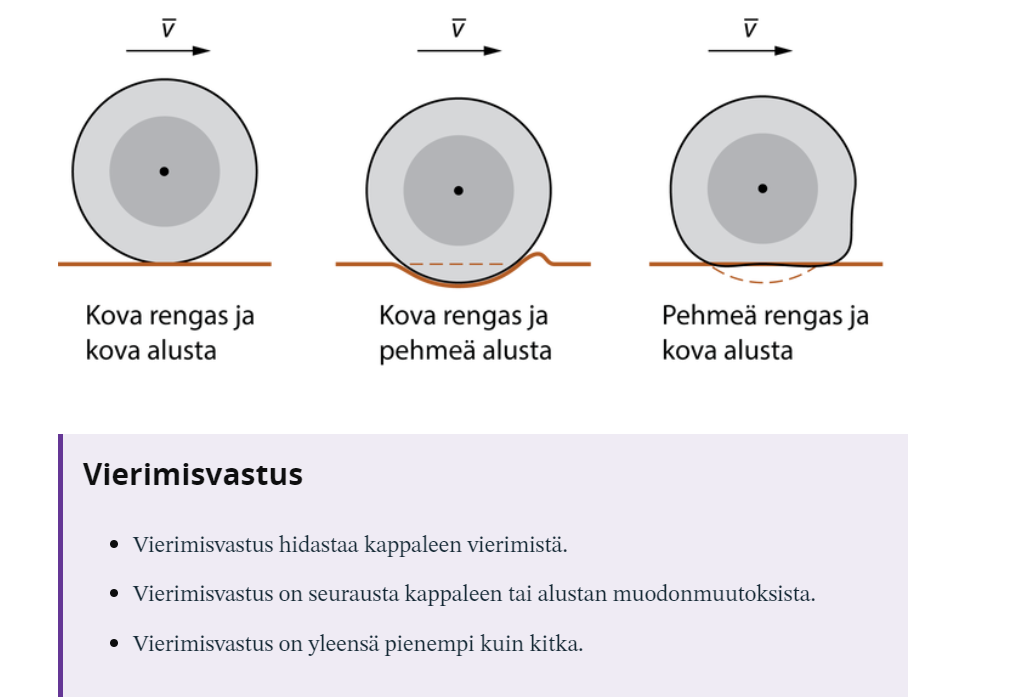 v̄ v̄ v̄
Kova rengas ja
kova alusta
Kova rengas ja
pehmeä alusta
Pehmeä rengas ja
kova alusta
Vierimisvastus
• Vierimisvastus hidastaa kappaleen vierimistä.
• Vierimisvastus on seurausta kappaleen tai alustan muodonmuutoksista.
• Vierimisvastus on yleensä pienempi kuin kitka.